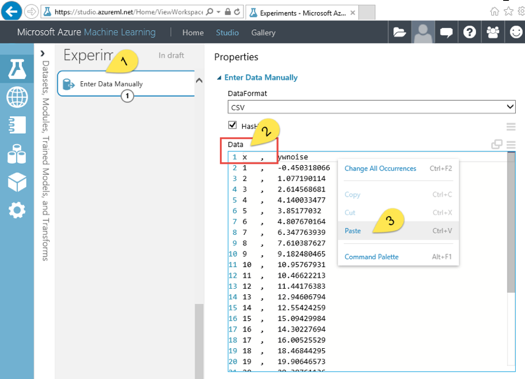 https://studio.azureml.net/Home/ViewWorkspace
Experiments - Microsoft Az...
Microsoft Azure Machine Learning
Home
Studio
Gallery
Datasets, Modules, Trained Models, and Transforms
In draft
1
Enter Data Manually
1
Properties
Enter Data Manually
DataFormat
CSV
2
Data
1 x , ywnoise
2 1 , -0.450318066
3 2 , 1.077190114
4 3 , 2.614568681
5 4 , 4.140033477
6 5 , 3.85177032
7 6 , 4.807670164
8 7 , 6.347763939
9 8 , 7.610387627
10 9 , 9.182480465
11 10 , 10.95767931
12 11 , 10.46622213
13 12 , 11.44176383
14 13 , 12.94606794
15 14 , 12.55424259
16 15 , 15.09429984
17 16 , 14.30227694
18 17 , 16.00525529
19 18 , 18.46844295
20 19 , 19.90646573
Change All Occurrences Ctrl+F2
Copy Ctrl+C
Cut Ctrl+X
Paste Ctrl+V
3
Command Palette Alt+F1